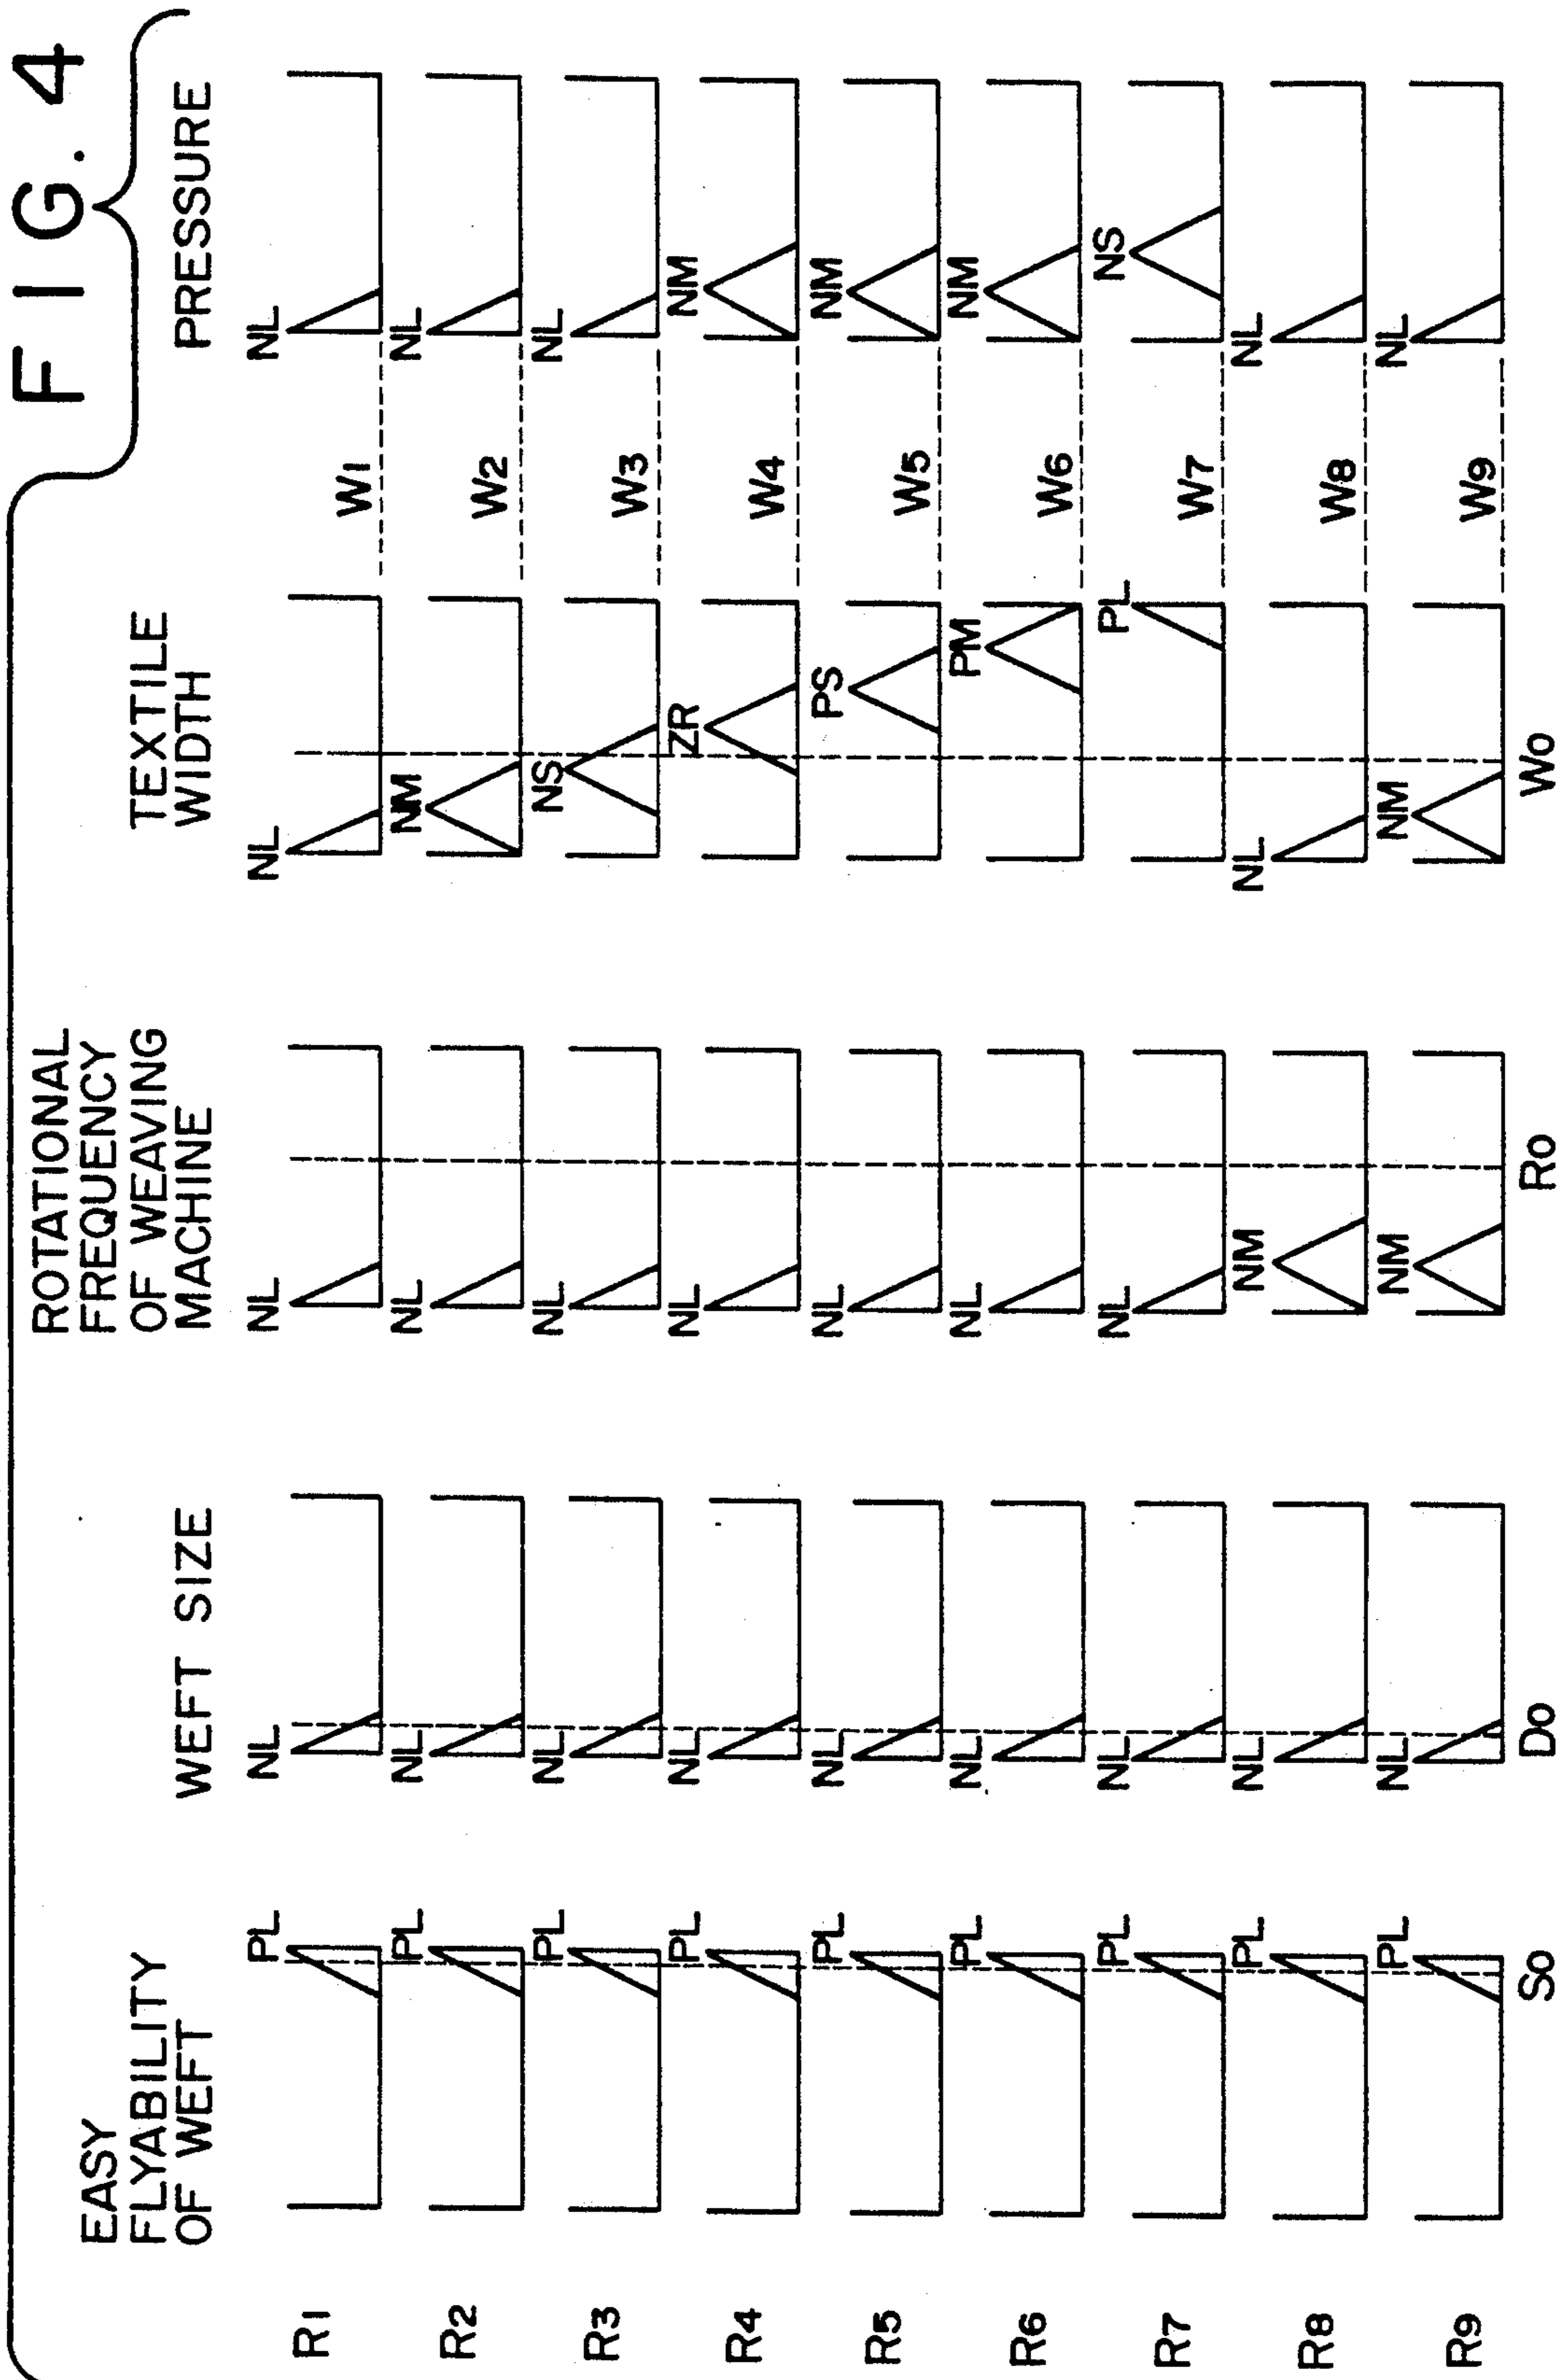 FIG. 4
EASY
FLYABILITY
OF WEFT
WEFT SIZE
ROTATIONAL
FREQUENCY
OF WEAVING
MACHINE
TEXTILE
WIDTH
PRESSURE
R1 PL NL NL NL W1 NL
R2 PL NL NL NM W2 NL
R3 PL NL NL NS W3 NL
R4 PL NL NL ZR W4 NM
R5 PL NL NL PS W5 NM
R6 PL NL NL PM W6 NM
R7 PL NL NL PL W7 NS
R8 PL NL NM NL W8 NL
R9 PL NL NM NM W9 NL
So Do Ro Wo